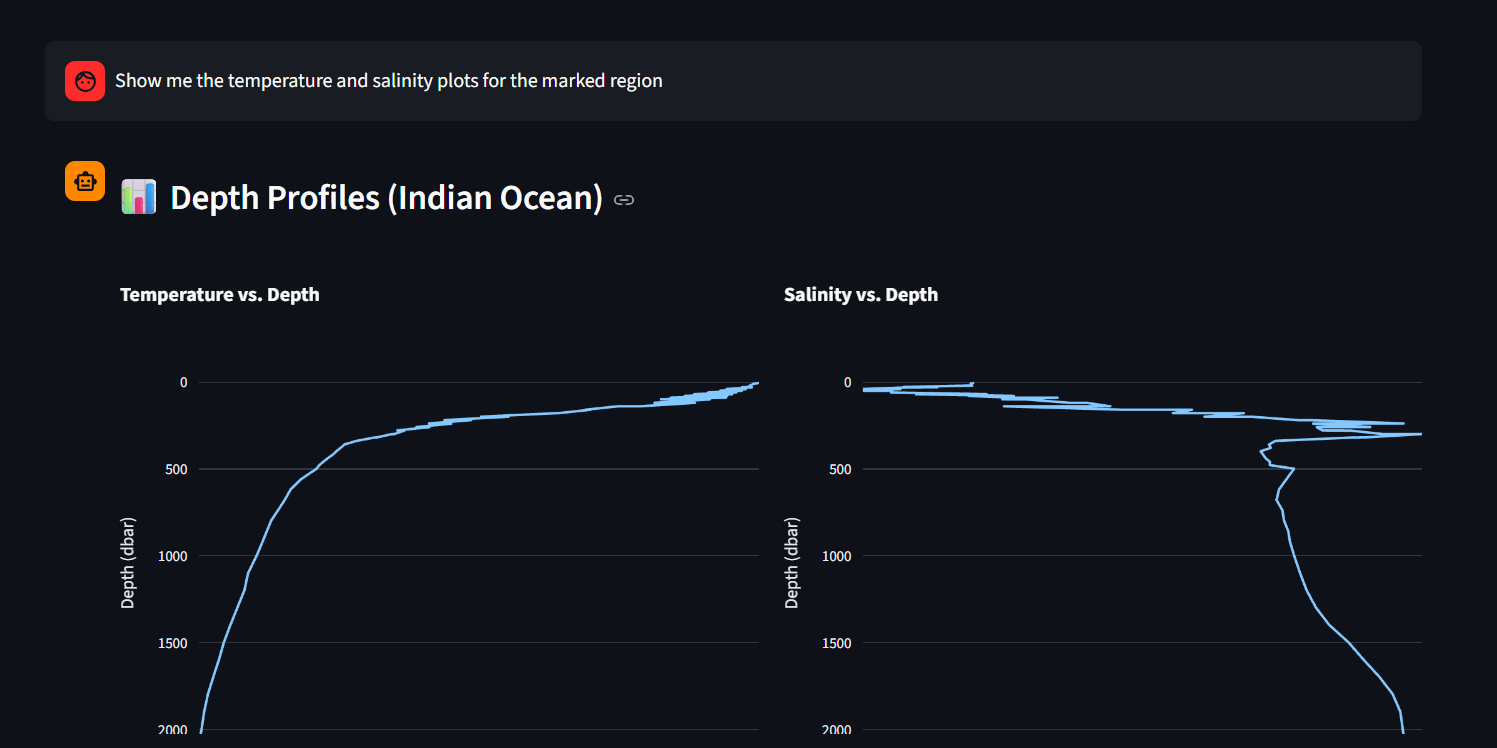 Show me the temperature and salinity plots for the marked region
Depth Profiles (Indian Ocean)
Temperature vs. Depth
0
500
1000
1500
2000
Depth (dbar)
Salinity vs. Depth
0
500
1000
1500
2000
Depth (dbar)